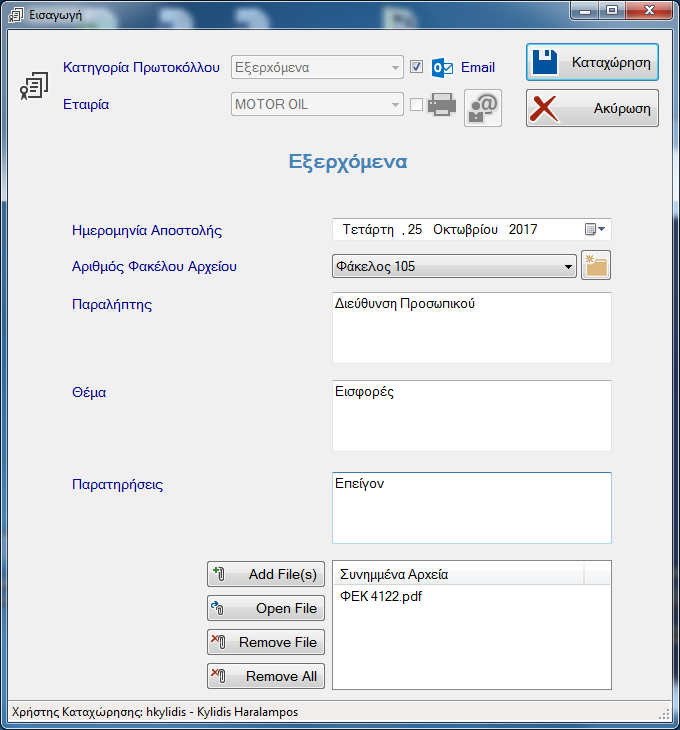 Εισαγωγή
Κατηγορία Πρωτοκόλλου Εξερχόμενα Email Καταχώρηση
Εταιρία MOTOR OIL Ακύρωση
Εξερχόμενα
Ημερομηνία Αποστολής Τετάρτη , 25 Οκτωβρίου 2017
Αριθμός Φακέλου Αρχείου Φάκελος 105
Παραλήπτης Διεύθυνση Προσωπικού
Θέμα Εισφορές
Παρατηρήσεις Επείγον
Add File(s) Συνημμένα Αρχεία
ΦΕΚ 4122.pdf
Open File
Remove File
Remove All
Χρήστης Καταχώρησης: hkylidis - Kylidis Haralampos